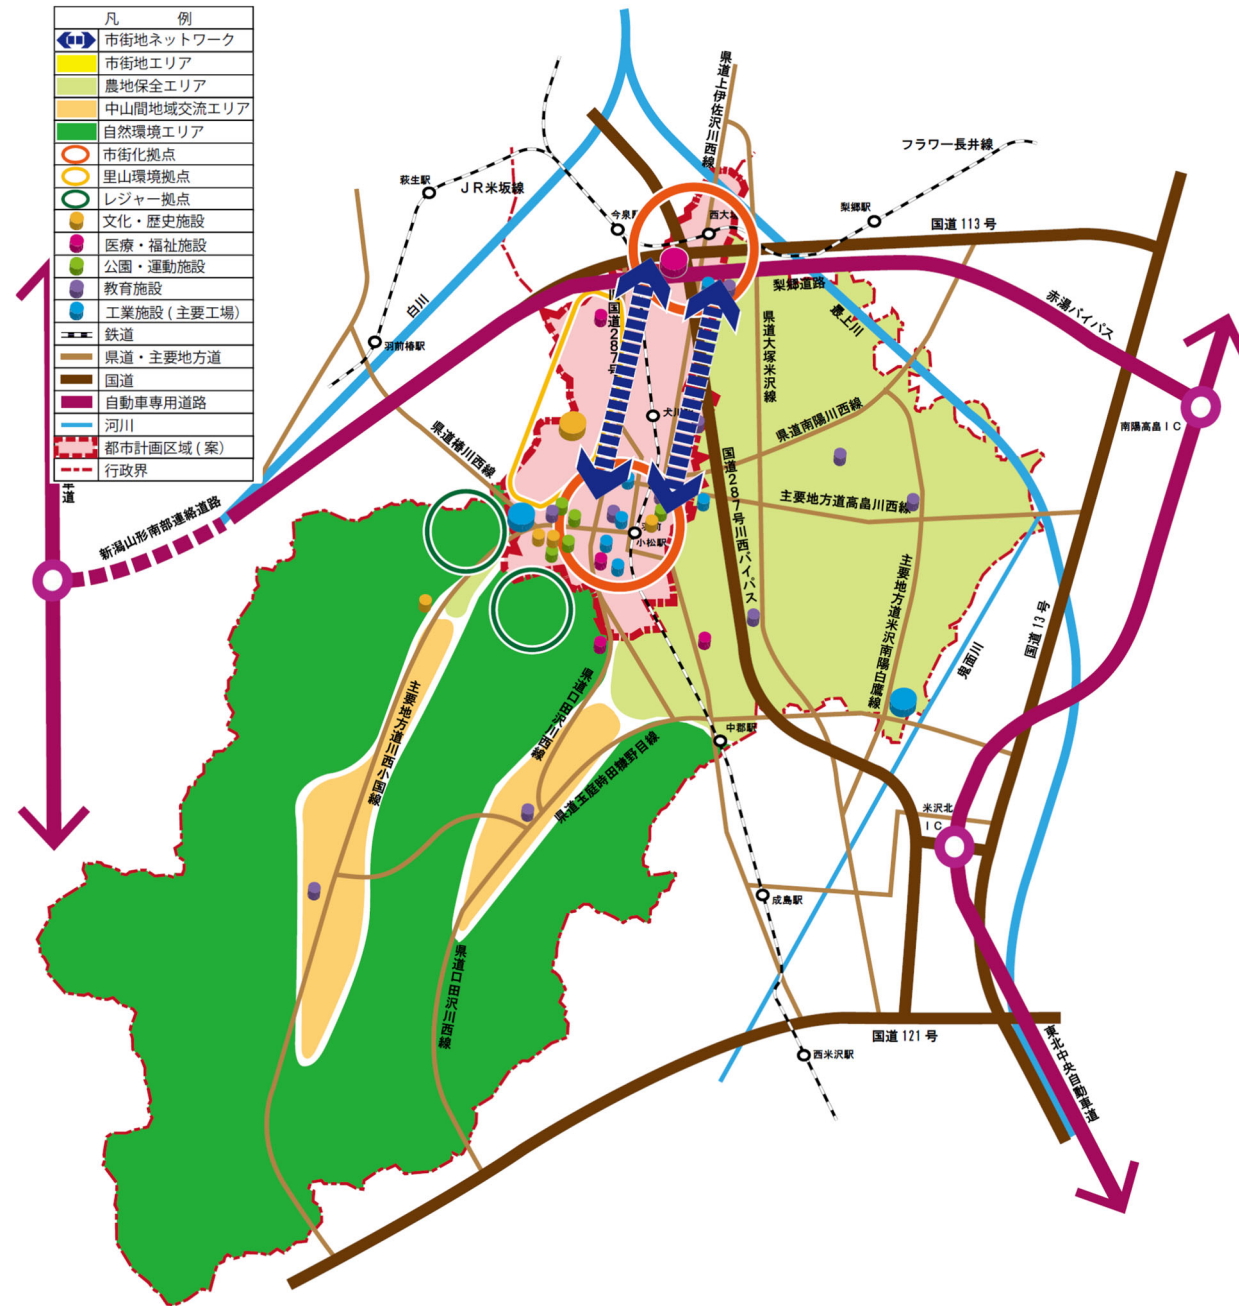 凡 例
市街地ネットワーク
市街地エリア
農地保全エリア
中山間地域交流エリア
自然環境エリア
市街化拠点
里山環境拠点
レジャー拠点
文化・歴史施設
医療・福祉施設
公園・運動施設
教育施設
工業施設(主要工場)
鉄道
県道・主要地方道
国道
自動車専用道路
河川
都市計画区域(案)
行政界
車道
県道上伊佐沢川西線
フラワー長井線
萩生駅
JR米坂線
今泉
西大
梨郷駅
国道113号
梨郷道路
赤湯バイパス
白川
羽前椿駅
国道287号
県道大塚米沢線
最上川
南陽高畠IC
犬川
県道南陽川西線
県道椿川西線
国道287号川西バイパス
主要地方道高畠川西線
新潟山形南部連絡道路
小松駅
主要地方道米沢南陽白鷹線
国道13号
鬼面川
主要地方道川西小国線
県道口田沢川西線
県道玉庭時田糠野目線
中郡駅
米沢北
IC
成島駅
県道口田沢川西線
国道121号
西米沢駅
東北中央自動車道